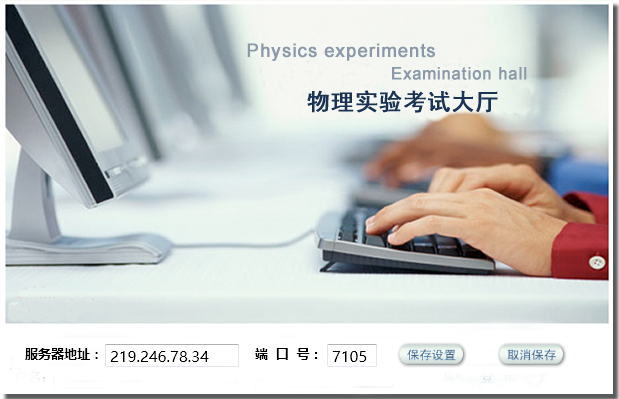 Physics experiments
Examination hall
物理实验考试大厅
服务器地址： 219.246.78.34 端 口 号： 7105 保存设置 取消保存